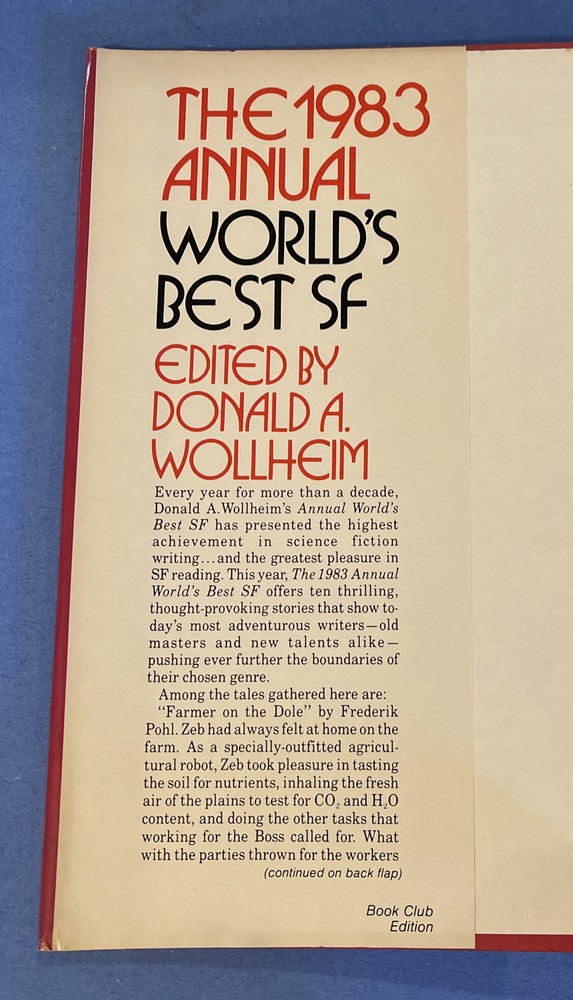 THE 1983
ANNUAL
WORLD'S
BEST SF
EDITED BY
DONALD A.
WOLLHEIM
Every year for more than a decade,
Donald A.Wollheim's Annual World's
Best SF has presented the highest
achievement in science fiction
writing...and the greatest pleasure in
SF reading. This year, The 1983 Annual
World's Best SF offers ten thrilling,
thought-provoking stories that show to-
day's most adventurous writers—old
masters and new talents alike—
pushing ever further the boundaries of
their chosen genre.
Among the tales gathered here are:
"Farmer on the Dole" by Frederik
Pohl. Zeb had always felt at home on the
farm. As a specially-outfitted agricul-
tural robot, Zeb took pleasure in tasting
the soil for nutrients, inhaling the fresh
air of the plains to test for CO₂ and H₂O
content, and doing the other tasks that
working for the Boss called for. What
with the parties thrown for the workers
(continued on back flap)
Book Club
Edition